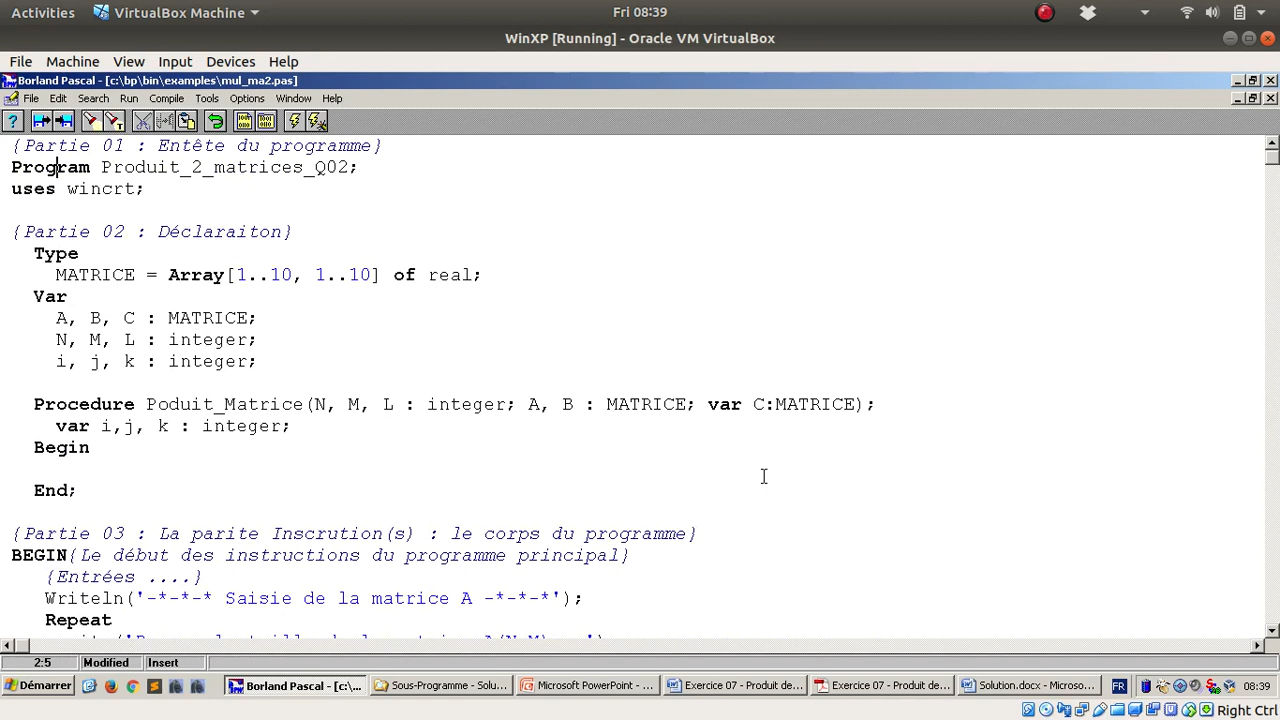 Activities VirtualBox Machine Fri 08:39
WinXP [Running] - Oracle VM VirtualBox
File Machine View Input Devices Help
Borland Pascal - [c:\bp\bin\examples\mul_ma2.pas]
File Edit Search Run Compile Tools Options Window Help
{Partie 01 : Entête du programme}
Program Produit_2_matrices_Q02;
uses wincrt;
{Partie 02 : Déclaraiton}
Type
MATRICE = Array[1..10, 1..10] of real;
Var
A, B, C : MATRICE;
N, M, L : integer;
i, j, k : integer;
Procedure Poduit_Matrice(N, M, L : integer; A, B : MATRICE; var C:MATRICE);
var i,j, k : integer;
Begin
End;
{Partie 03 : La parite Inscrution(s) : le corps du programme}
BEGIN{Le début des instructions du programme principal}
{Entrées ....}
Writeln('-*-*-* Saisie de la matrice A -*-*-*');
Repeat
2:5 Modified Insert
Démarrer Borland Pascal - [c:\... Sous-Programme - Solu... Microsoft PowerPoint - ... Exercice 07 - Produit de... Exercice 07 - Produit de... Solution.docx - Microso... FR 08:39
Right Ctrl